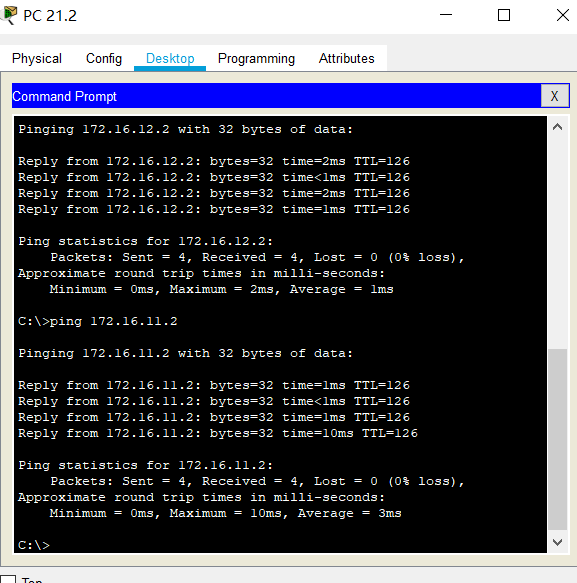 PC 21.2
Physical Config Desktop Programming Attributes
Command Prompt X
Pinging 172.16.12.2 with 32 bytes of data:
Reply from 172.16.12.2: bytes=32 time=2ms TTL=126
Reply from 172.16.12.2: bytes=32 time<1ms TTL=126
Reply from 172.16.12.2: bytes=32 time=2ms TTL=126
Reply from 172.16.12.2: bytes=32 time=1ms TTL=126
Ping statistics for 172.16.12.2:
Packets: Sent = 4, Received = 4, Lost = 0 (0% loss),
Approximate round trip times in milli-seconds:
Minimum = 0ms, Maximum = 2ms, Average = 1ms
C:\>ping 172.16.11.2
Pinging 172.16.11.2 with 32 bytes of data:
Reply from 172.16.11.2: bytes=32 time=1ms TTL=126
Reply from 172.16.11.2: bytes=32 time<1ms TTL=126
Reply from 172.16.11.2: bytes=32 time=1ms TTL=126
Reply from 172.16.11.2: bytes=32 time=10ms TTL=126
Ping statistics for 172.16.11.2:
Packets: Sent = 4, Received = 4, Lost = 0 (0% loss),
Approximate round trip times in milli-seconds:
Minimum = 0ms, Maximum = 10ms, Average = 3ms
C:\>